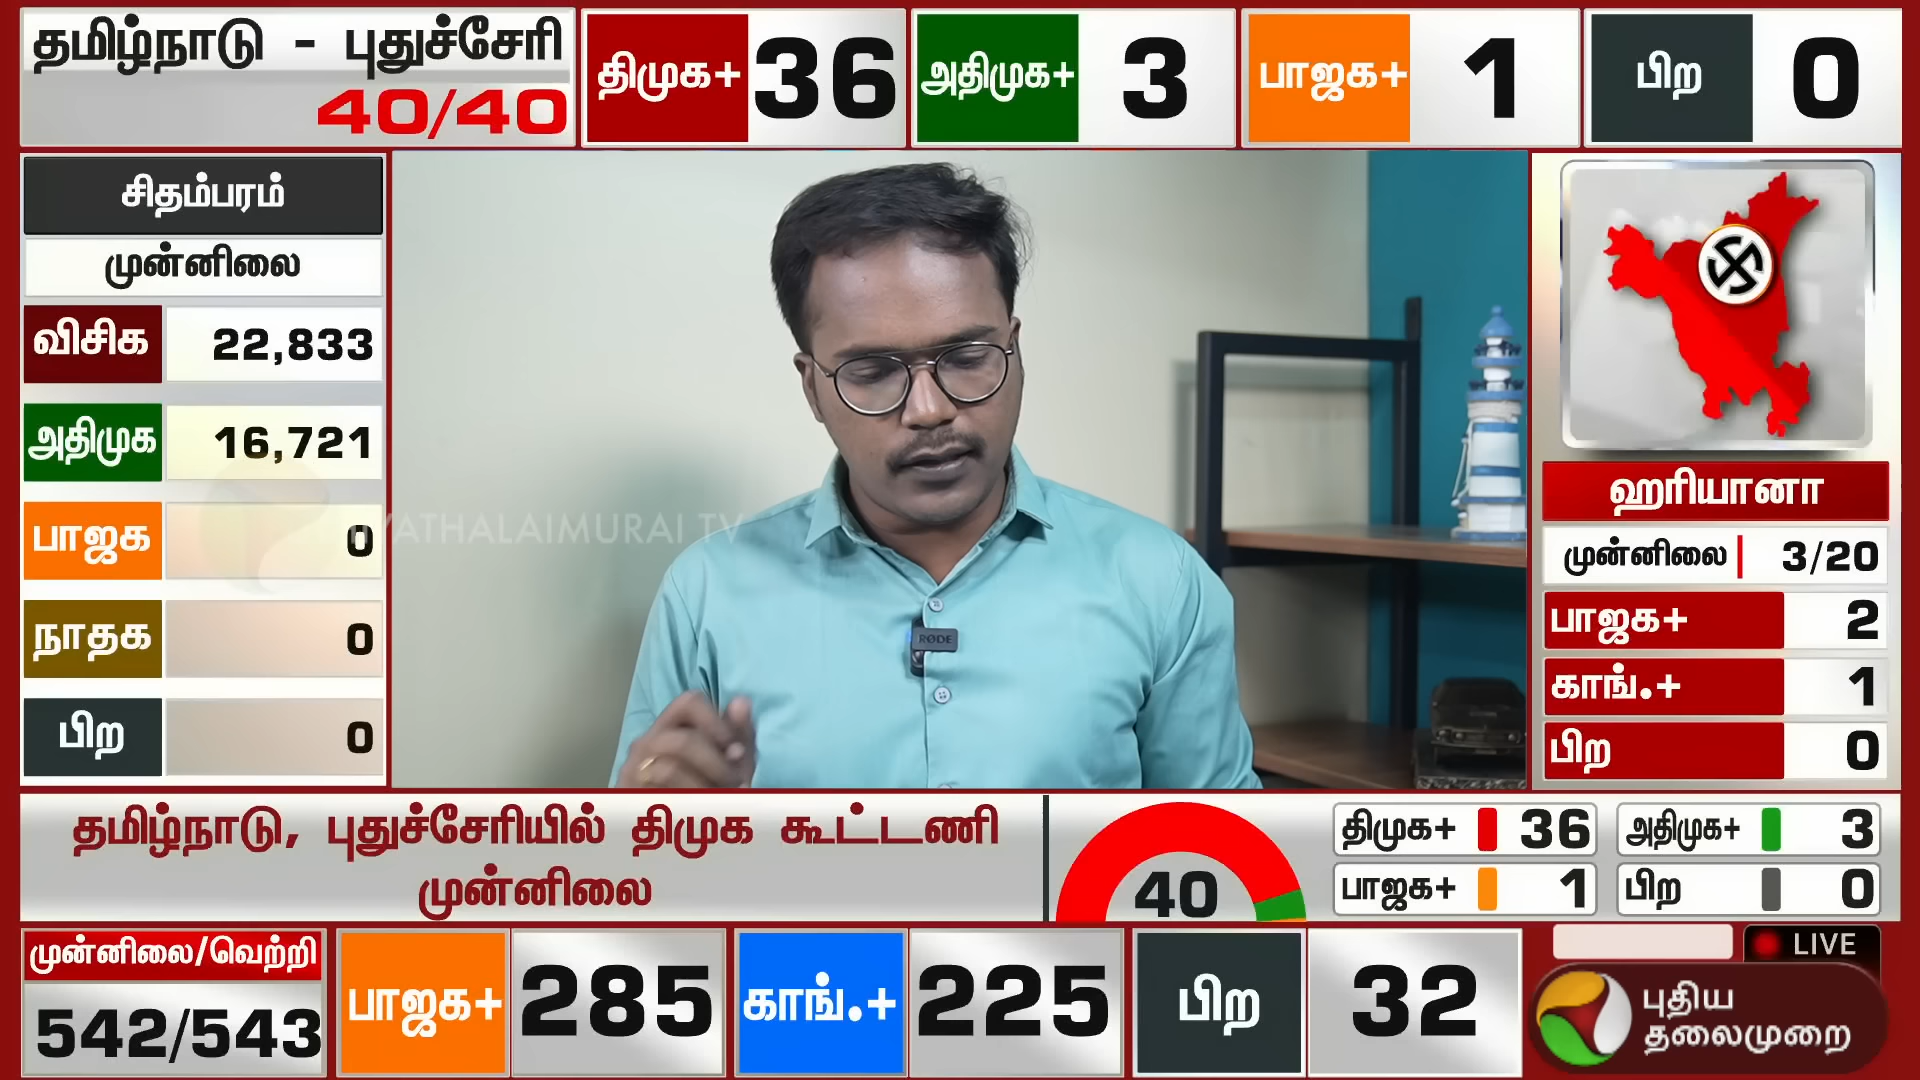 தமிழ்நாடு - புதுச்சேரி
40/40
திமுக+ 36
அதிமுக+ 3
பாஜக+ 1
பிற 0
சிதம்பரம்
முன்னிலை
விசிக 22,833
அதிமுக 16,721
பாஜக 0
நாதக 0
பிற 0
YATHALAIMURAI TV
RØDE
ஹரியானா
முன்னிலை 3/20
பாஜக+ 2
காங்.+ 1
பிற 0
தமிழ்நாடு, புதுச்சேரியில் திமுக கூட்டணி
முன்னிலை
40
திமுக+ 36
அதிமுக+ 3
பாஜக+ 1
பிற 0
முன்னிலை/வெற்றி
542/543
பாஜக+ 285
காங்.+ 225
பிற 32
LIVE
புதிய
தலைமுறை